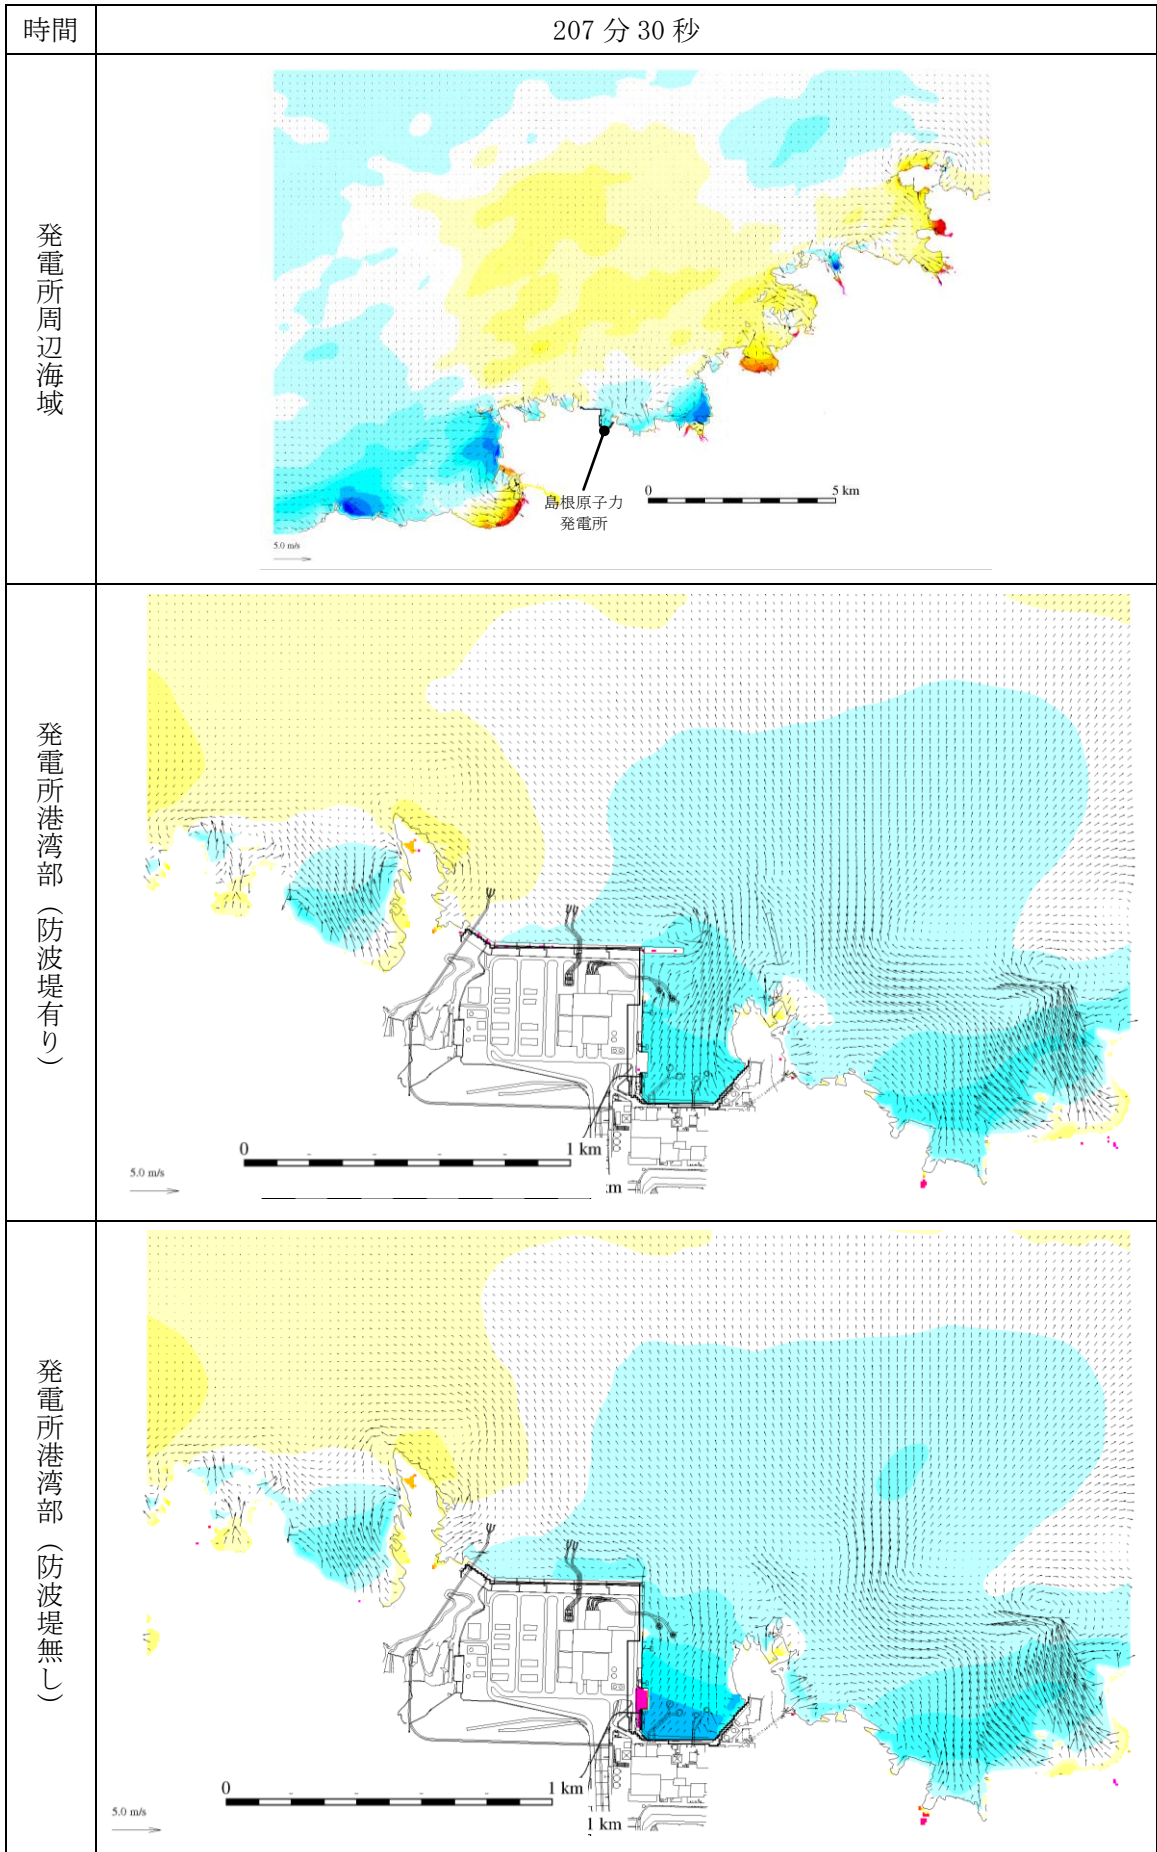 時間
207 分 30 秒
発電所周辺海域
島根原子力
発電所
0
5 km
5.0 m/s
発電所港湾部（防波堤有り）
0
1 km
5.0 m/s
km
発電所港湾部（防波堤無し）
0
1 km
5.0 m/s
1 km